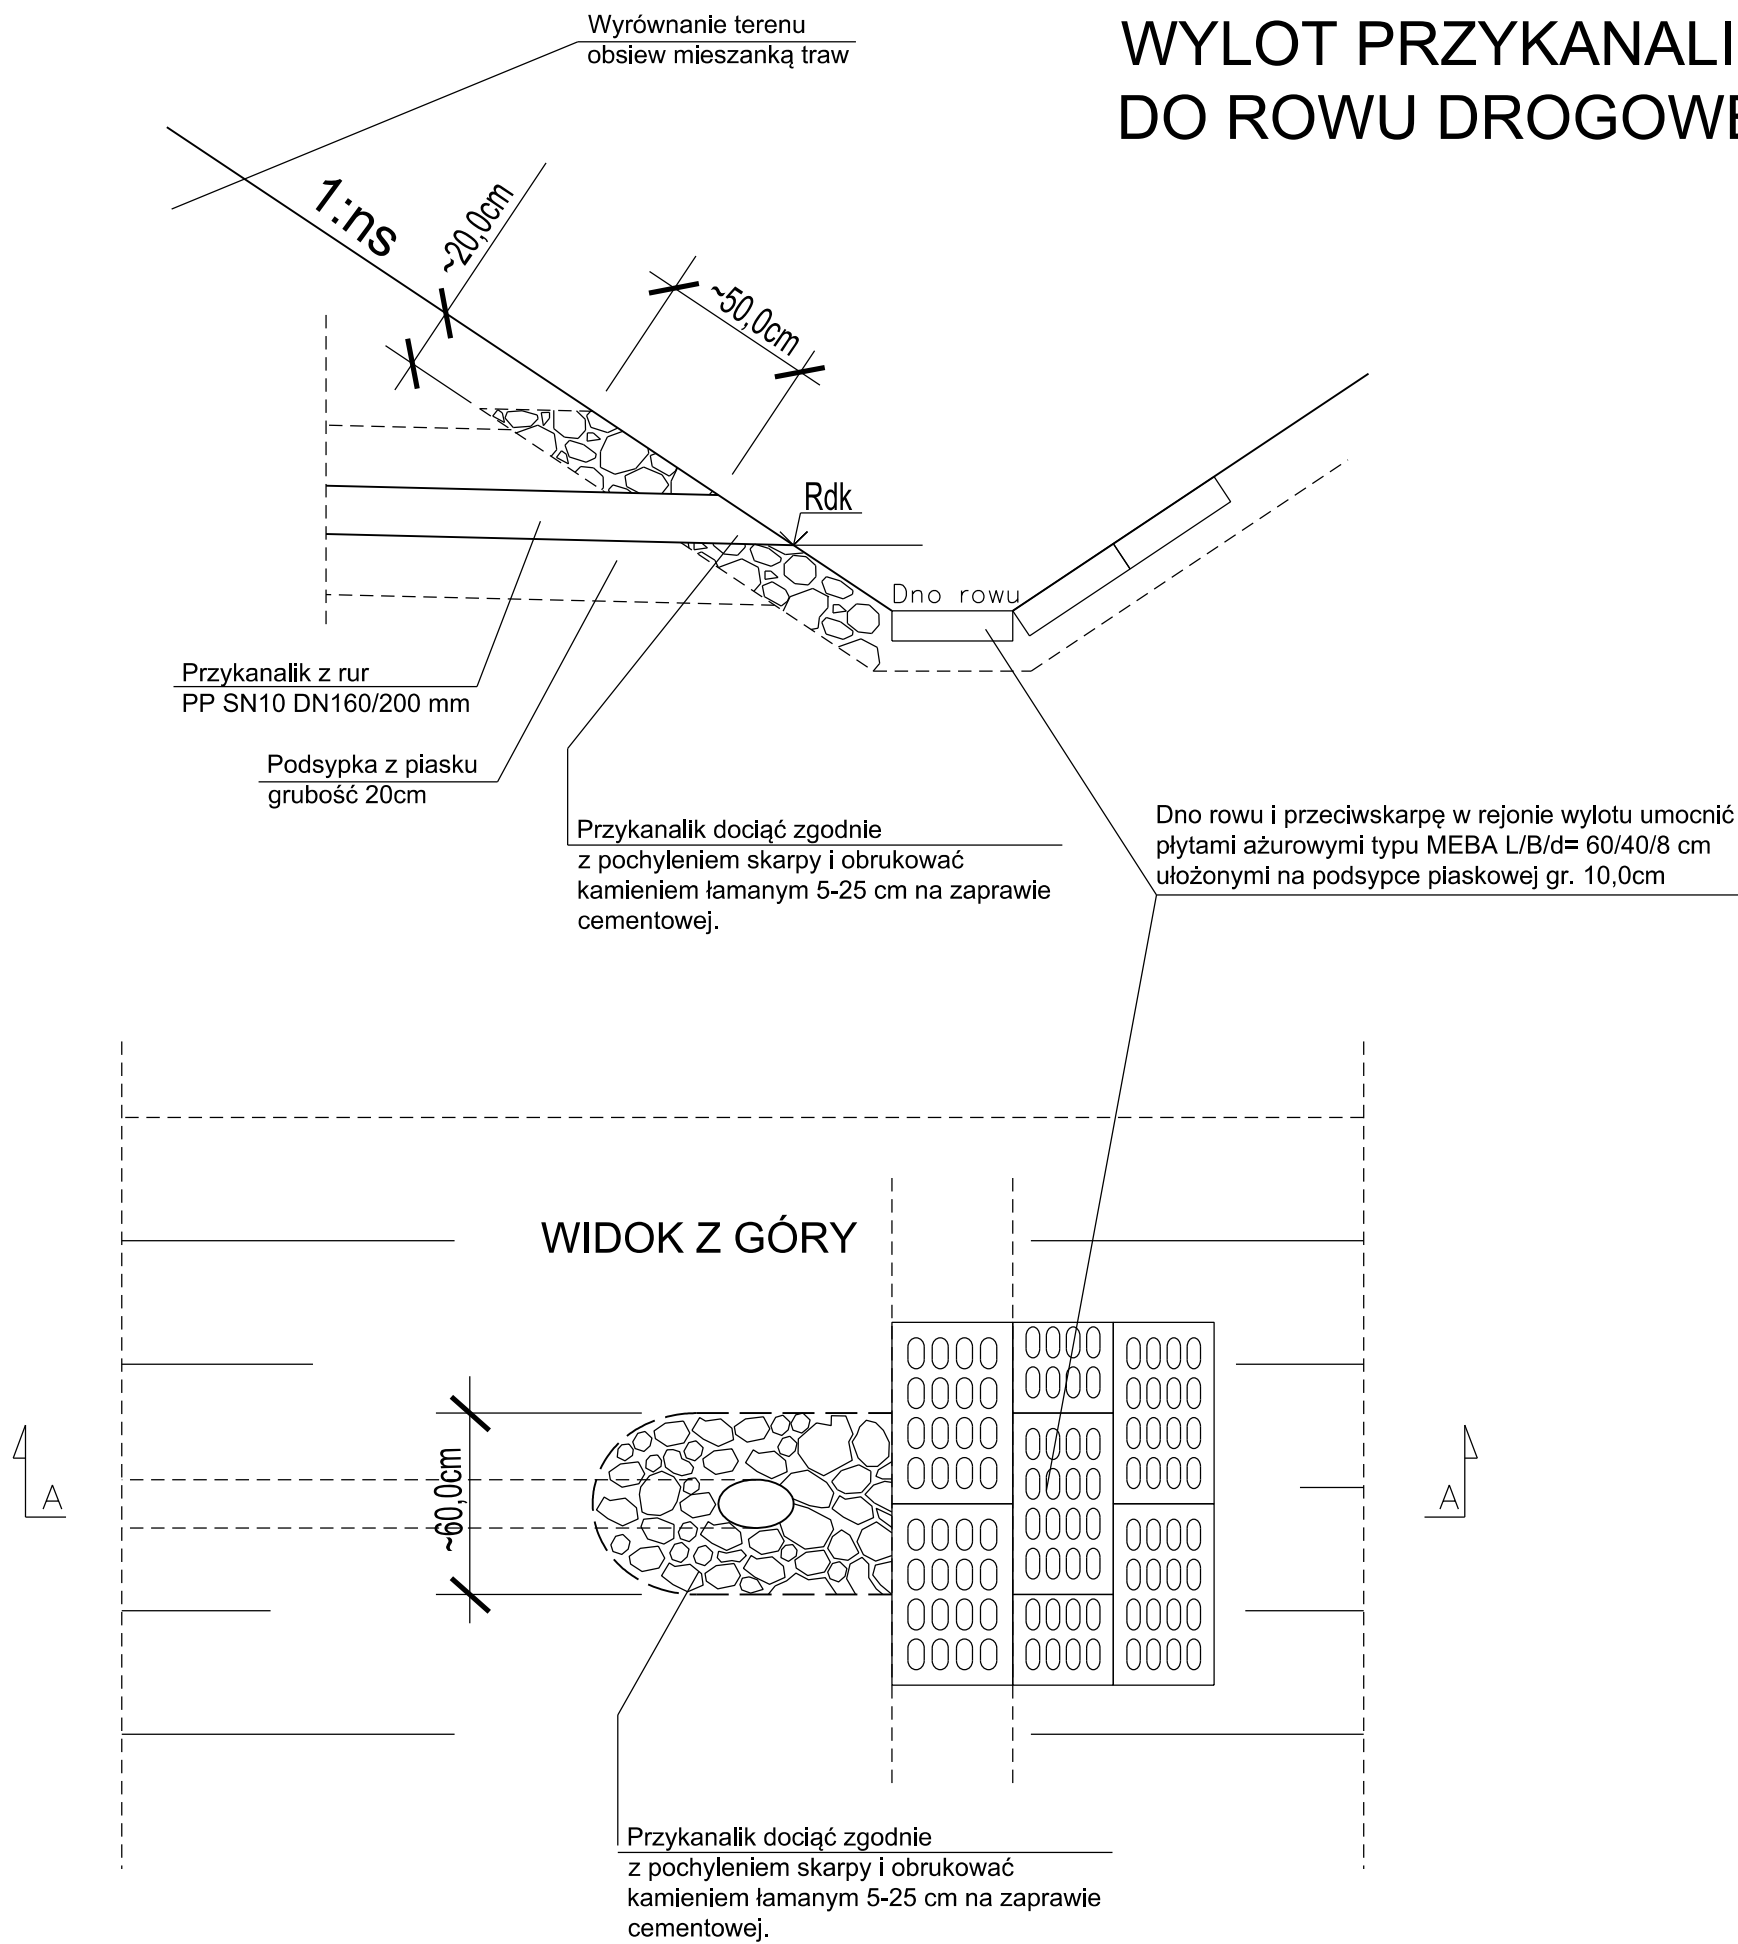 WYLOT PRZYKANALI
DO ROWU DROGOWE
Wyrównanie terenu
obsiew mieszanką traw
1:ns
~20,0cm
~50,0cm
Rdk
Dno rowu
Przykanalik z rur
PP SN10 DN160/200 mm
Podsypka z piasku
grubość 20cm
Przykanalik dociąć zgodnie
z pochyleniem skarpy i obrukować
kamieniem łamanym 5-25 cm na zaprawie
cementowej.
Dno rowu i przeciwskarpę w rejonie wylotu umocnić
płytami ażurowymi typu MEBA L/B/d= 60/40/8 cm
ułożonymi na podsypce piaskowej gr. 10,0cm
WIDOK Z GÓRY
~60,0cm
A
A
Przykanalik dociąć zgodnie
z pochyleniem skarpy i obrukować
kamieniem łamanym 5-25 cm na zaprawie
cementowej.